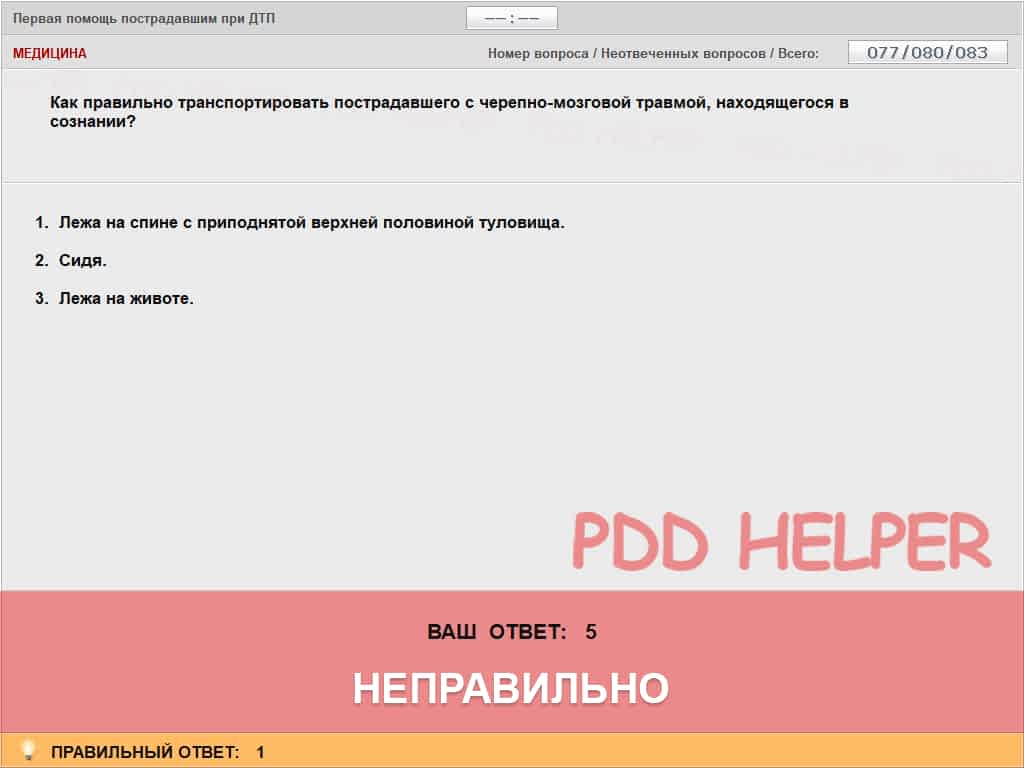 Первая помощь пострадавшим при ДТП
—— : ——
МЕДИЦИНА
Номер вопроса / Неотвеченных вопросов / Всего:
077/080/083
Как правильно транспортировать пострадавшего с черепно-мозговой травмой, находящегося в
сознании?
1. Лежа на спине с приподнятой верхней половиной туловища.
2. Сидя.
3. Лежа на животе.
PDD HELPER
ВАШ ОТВЕТ: 5
НЕПРАВИЛЬНО
ПРАВИЛЬНЫЙ ОТВЕТ: 1